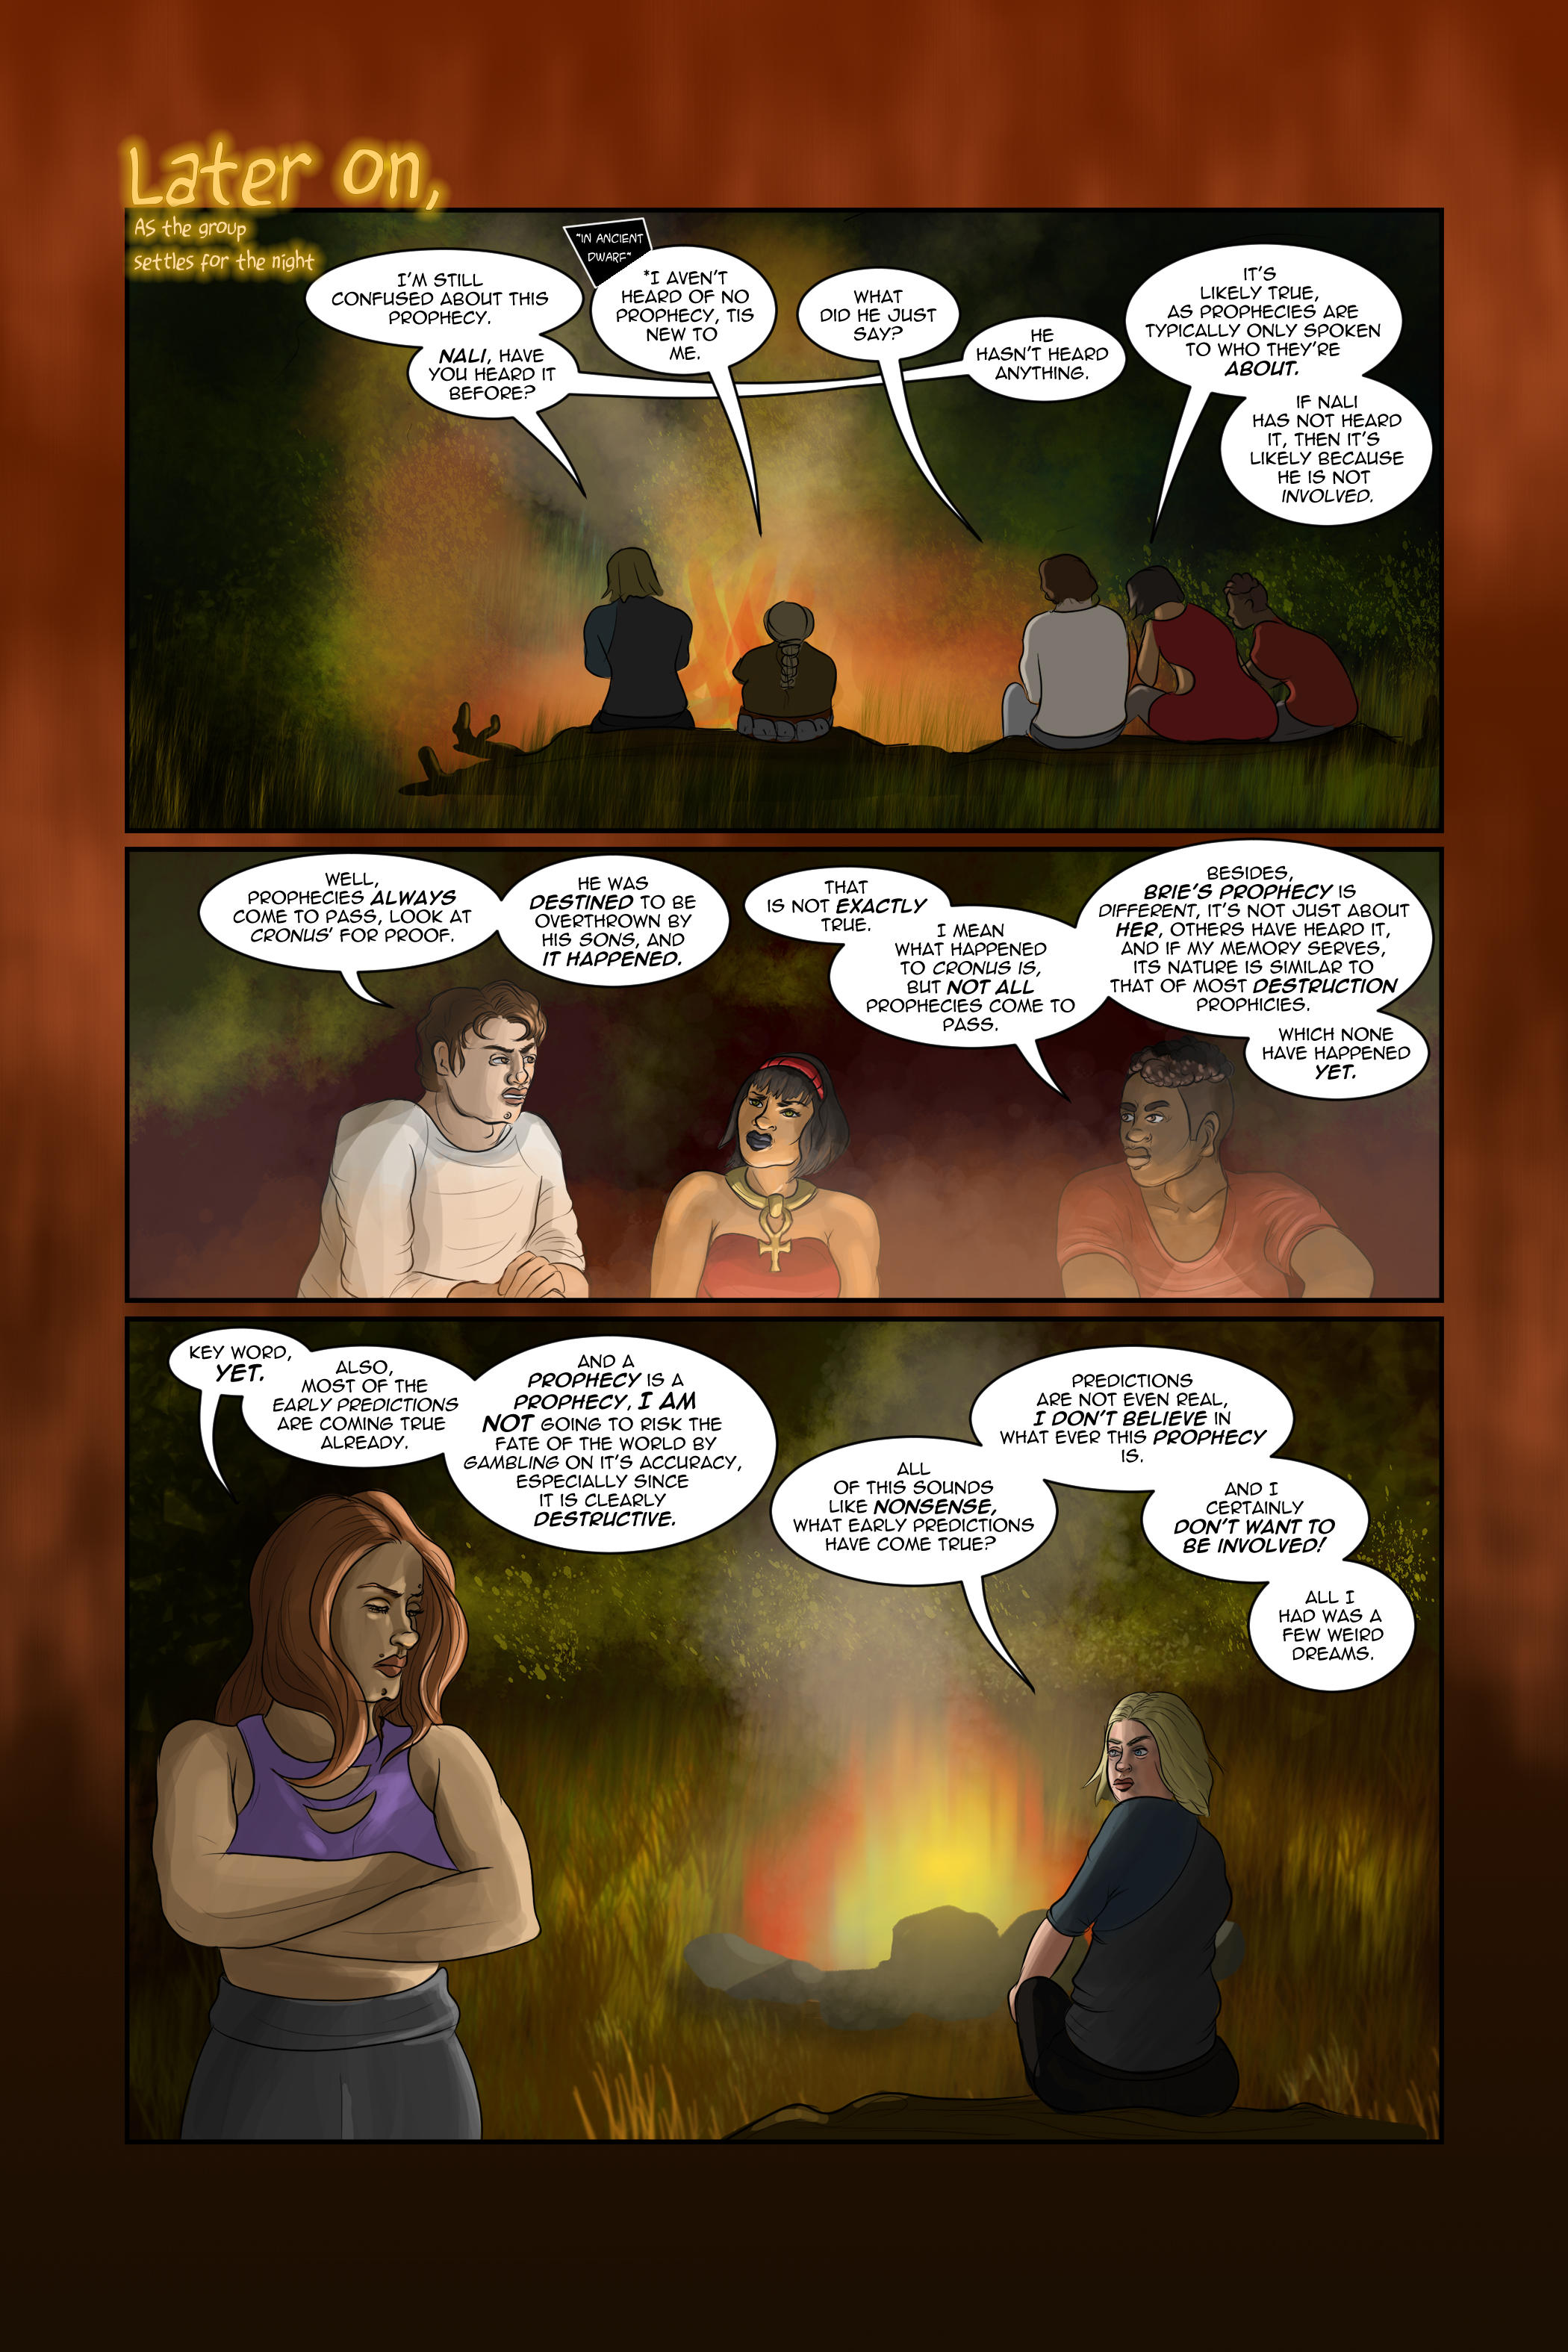 Later on,
As the group
settles for the night
I'M STILL
CONFUSED ABOUT THIS
PROPHECY.
NALI, HAVE
YOU HEARD IT
BEFORE?
"IN ANCIENT
DWARF"
*I AVEN'T
HEARD OF NO
PROPHECY, TIS
NEW TO
ME.
WHAT
DID HE JUST
SAY?
HE
HASN'T HEARD
ANYTHING.
IT'S
LIKELY TRUE,
AS PROPHECIES ARE
TYPICALLY ONLY SPOKEN
TO WHO THEY'RE
ABOUT.
IF NALI
HAS NOT HEARD
IT, THEN IT'S
LIKELY BECAUSE
HE IS NOT
INVOLVED.
WELL,
PROPHECIES ALWAYS
COME TO PASS, LOOK AT
CRONUS' FOR PROOF.
HE WAS
DESTINED TO BE
OVERTHROWN BY
HIS SONS, AND
IT HAPPENED.
THAT
IS NOT EXACTLY
TRUE.
I MEAN
WHAT HAPPENED
TO CRONUS IS,
BUT NOT ALL
PROPHECIES COME TO
PASS.
BESIDES,
BRIE'S PROPHECY IS
DIFFERENT, IT'S NOT JUST ABOUT
HER, OTHERS HAVE HEARD IT,
AND IF MY MEMORY SERVES,
ITS NATURE IS SIMILAR TO
THAT OF MOST DESTRUCTION
PROPHICIES.
WHICH NONE
HAVE HAPPENED
YET.
KEY WORD,
YET.
ALSO,
MOST OF THE
EARLY PREDICTIONS
ARE COMING TRUE
ALREADY.
AND A
PROPHECY IS A
PROPHECY, I AM
NOT GOING TO RISK THE
FATE OF THE WORLD BY
GAMBLING ON IT'S ACCURACY,
ESPECIALLY SINCE
IT IS CLEARLY
DESTRUCTIVE.
ALL
OF THIS SOUNDS
LIKE NONSENSE,
WHAT EARLY PREDICTIONS
HAVE COME TRUE?
PREDICTIONS
ARE NOT EVEN REAL,
I DON'T BELIEVE IN
WHAT EVER THIS PROPHECY
IS.
AND I
CERTAINLY
DON'T WANT TO
BE INVOLVED!
ALL I
HAD WAS A
FEW WEIRD
DREAMS.